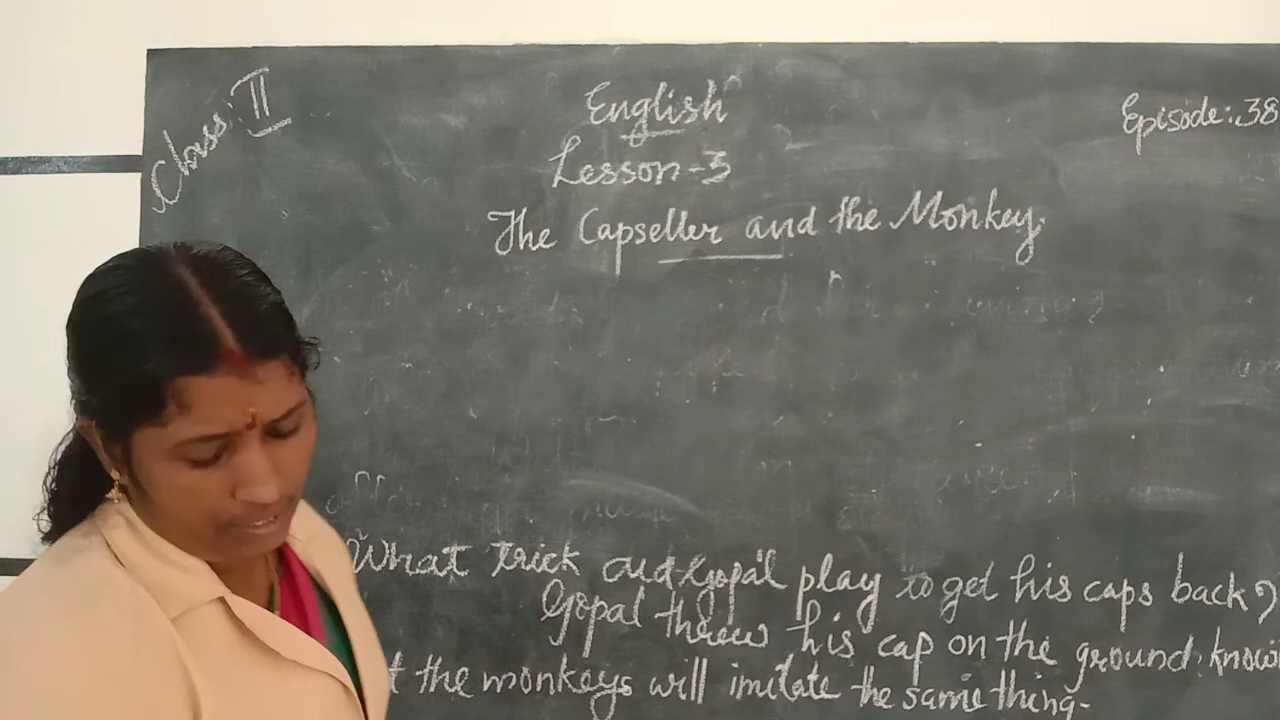 Class: II
English
Episode: 38
Lesson-3
The Capseller and the Monkey.
What trick did Gopal play to get his caps back?
Gopal threw his cap on the ground, knowi
t the monkeys will imitate the same thing-